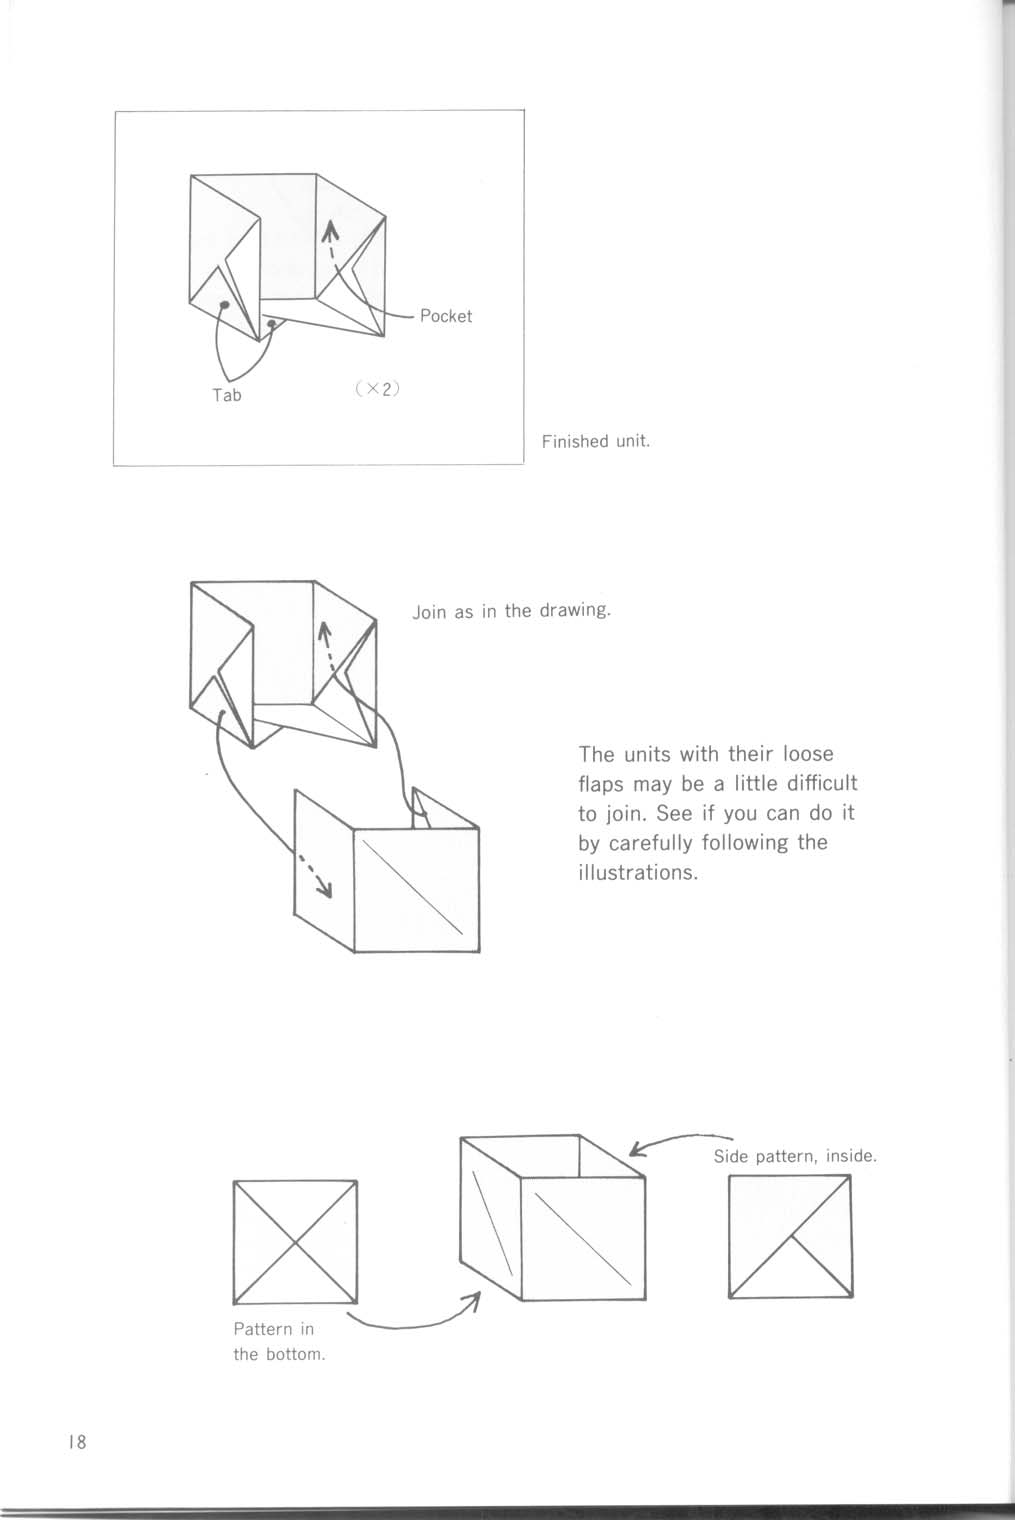 Pocket
Tab
(×2)
Finished unit.
Join as in the drawing.
The units with their loose
flaps may be a little difficult
to join. See if you can do it
by carefully following the
illustrations.
Side pattern, inside.
Pattern in
the bottom.
18